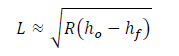 L ≈ √R(hₒ − h_f)